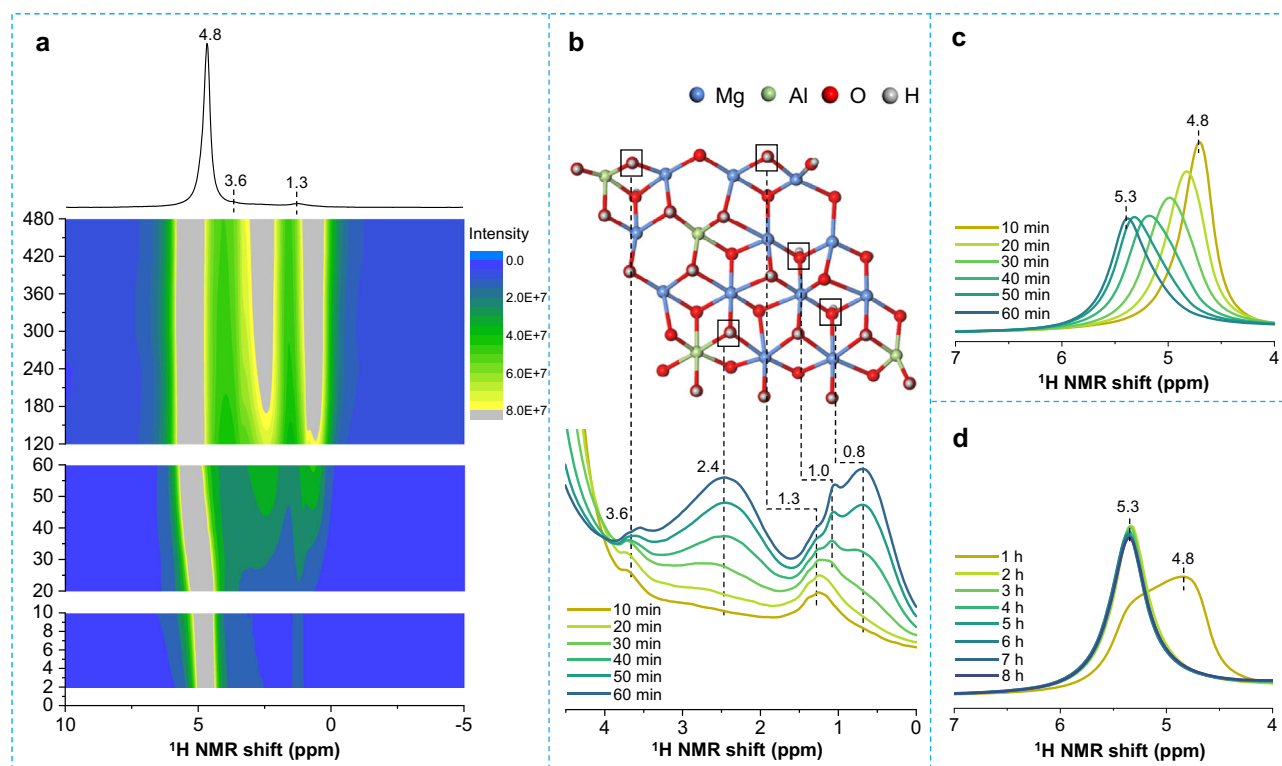 a
4.8
3.6
1.3
480
420
360
300
240
180
120
60
50
40
30
20
10
8
6
4
2
0
10
5
0
-5
¹H NMR shift (ppm)
Intensity
0.0
2.0E+7
4.0E+7
6.0E+7
8.0E+7
b
Mg Al O H
3.6
2.4
1.3
1.0
0.8
10 min
20 min
30 min
40 min
50 min
60 min
4 3 2 1 0
¹H NMR shift (ppm)
c
4.8
5.3
10 min
20 min
30 min
40 min
50 min
60 min
7 6 5 4
¹H NMR shift (ppm)
d
5.3
4.8
1 h
2 h
3 h
4 h
5 h
6 h
7 h
8 h
7 6 5 4
¹H NMR shift (ppm)